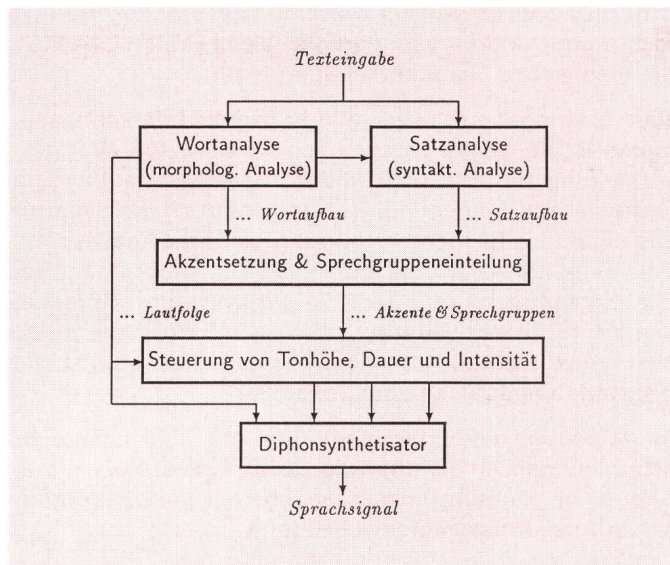 Texteingabe
Wortanalyse
(morpholog. Analyse)
Satzanalyse
(syntakt. Analyse)
... Wortaufbau
... Satzaufbau
Akzentsetzung & Sprechgruppeneinteilung
... Lautfolge
... Akzente & Sprechgruppen
Steuerung von Tonhöhe, Dauer und Intensität
Diphonsynthetisator
Sprachsignal